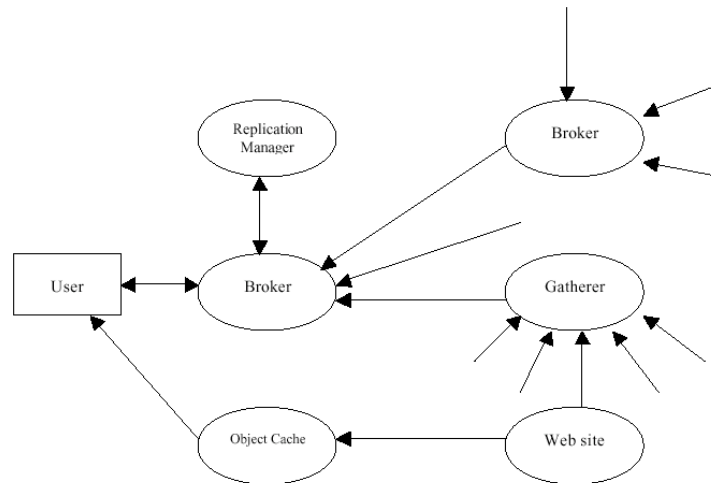 Replication
Manager
Broker
User
Broker
Gatherer
Object Cache
Web site